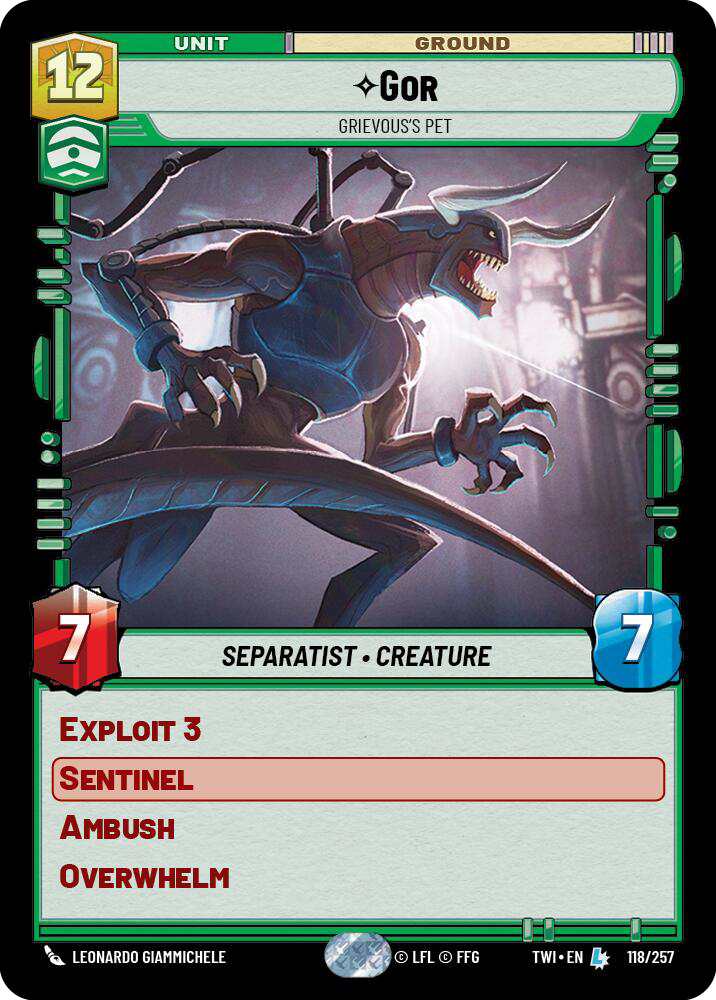 UNIT
GROUND
12
✧GOR
GRIEVOUS'S PET
7
SEPARATIST • CREATURE
7
EXPLOIT 3
SENTINEL
AMBUSH
OVERWHELM
LEONARDO GIAMMICHELE
© LFL © FFG
TWI • EN L 118/257